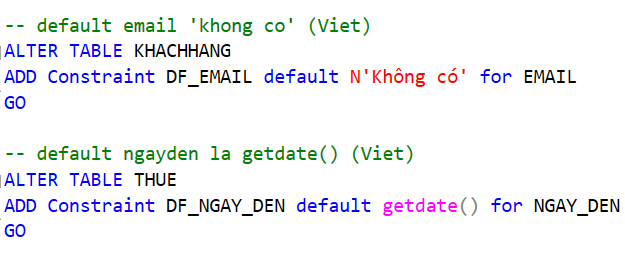 -- default email 'khong co' (Viet)
ALTER TABLE KHACHHANG
ADD Constraint DF_EMAIL default N'Không có' for EMAIL
GO
-- default ngayden la getdate() (Viet)
ALTER TABLE THUE
ADD Constraint DF_NGAY_DEN default getdate() for NGAY_DEN
GO